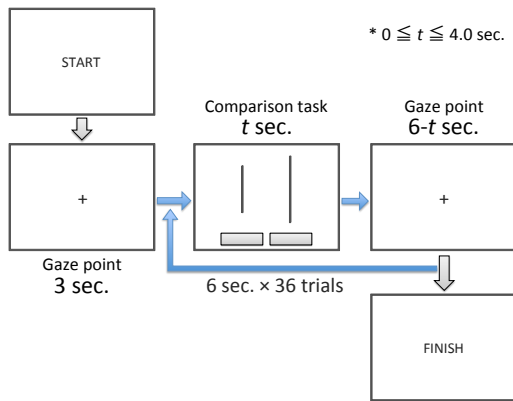 START
* 0 ≦ t ≦ 4.0 sec.
Comparison task
t sec.
Gaze point
6-t sec.
+
+
Gaze point
3 sec.
6 sec. × 36 trials
FINISH